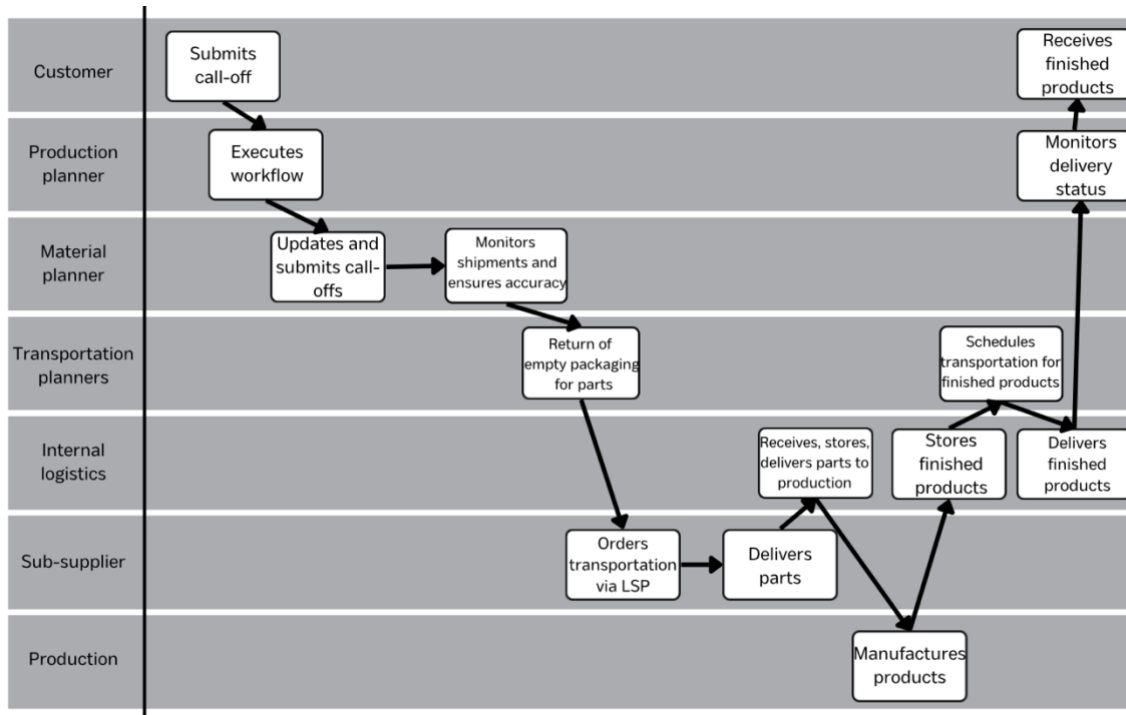 Customer
Submits
call-off
Receives
finished
products
Production
planner
Executes
workflow
Monitors
delivery
status
Material
planner
Updates and
submits call-
offs
Monitors
shipments and
ensures accuracy
Transportation
planners
Return of
empty packaging
for parts
Schedules
transportation for
finished products
Internal
logistics
Receives, stores,
delivers parts to
production
Stores
finished
products
Delivers
finished
products
Sub-supplier
Orders
transportation
via LSP
Delivers
parts
Production
Manufactures
products